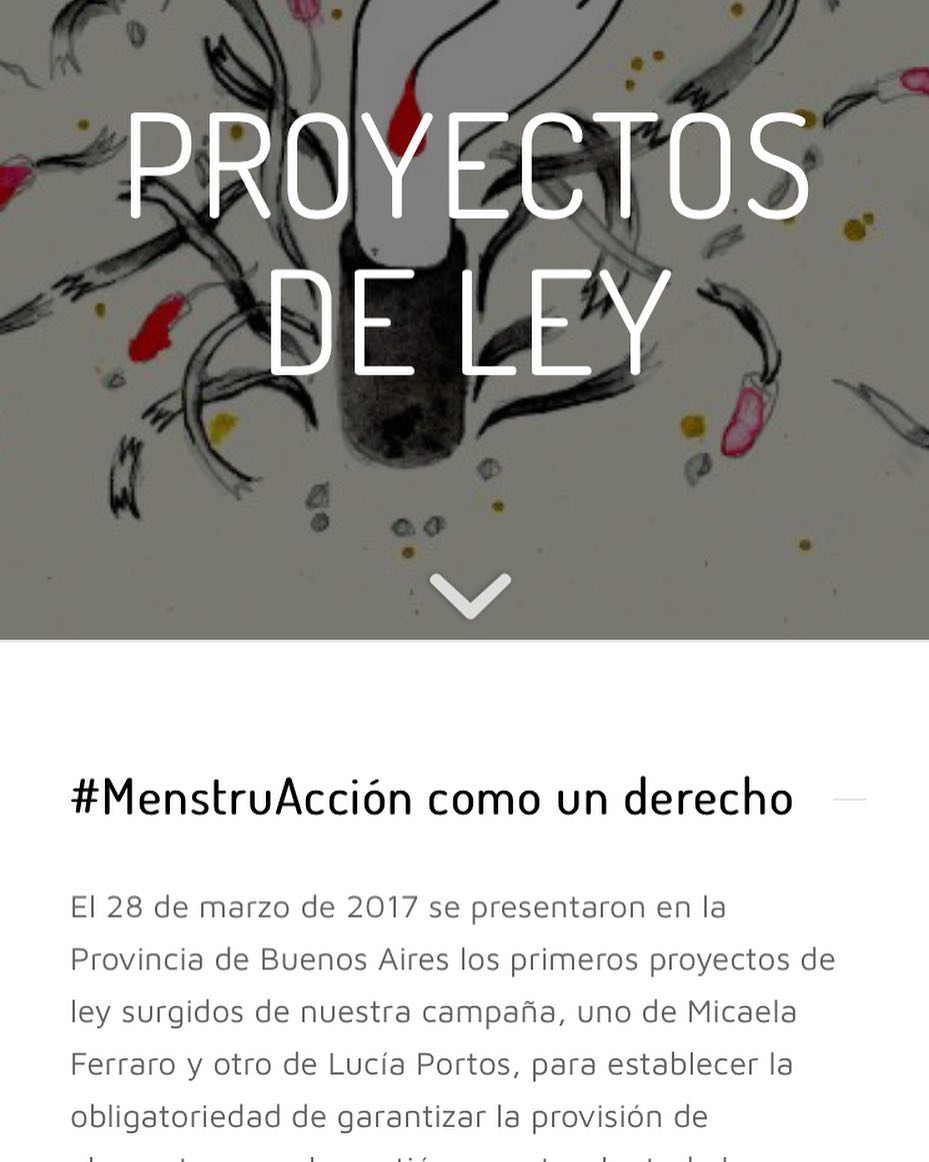 PROYECTOS
DE LEY
#MenstruAcción como un derecho
El 28 de marzo de 2017 se presentaron en la
Provincia de Buenos Aires los primeros proyectos de
ley surgidos de nuestra campaña, uno de Micaela
Ferraro y otro de Lucía Portos, para establecer la
obligatoriedad de garantizar la provisión de